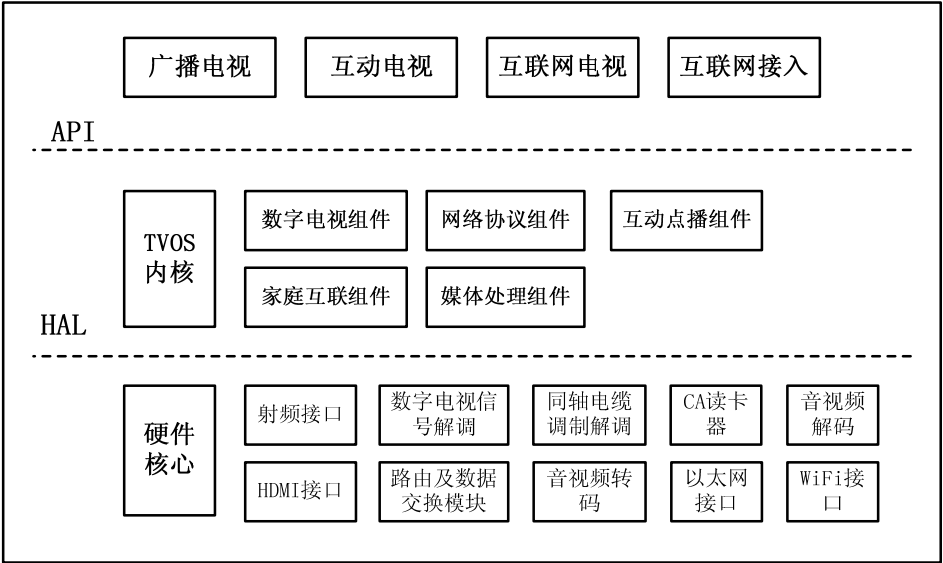 广播电视
互动电视
互联网电视
互联网接入
API
TVOS
内核
数字电视组件
网络协议组件
互动点播组件
家庭互联组件
媒体处理组件
HAL
硬件
核心
射频接口
数字电视信
号解调
同轴电缆
调制解调
CA读卡
器
音视频
解码
HDMI接口
路由及数据
交换模块
音视频转
码
以太网
接口
WiFi接
口